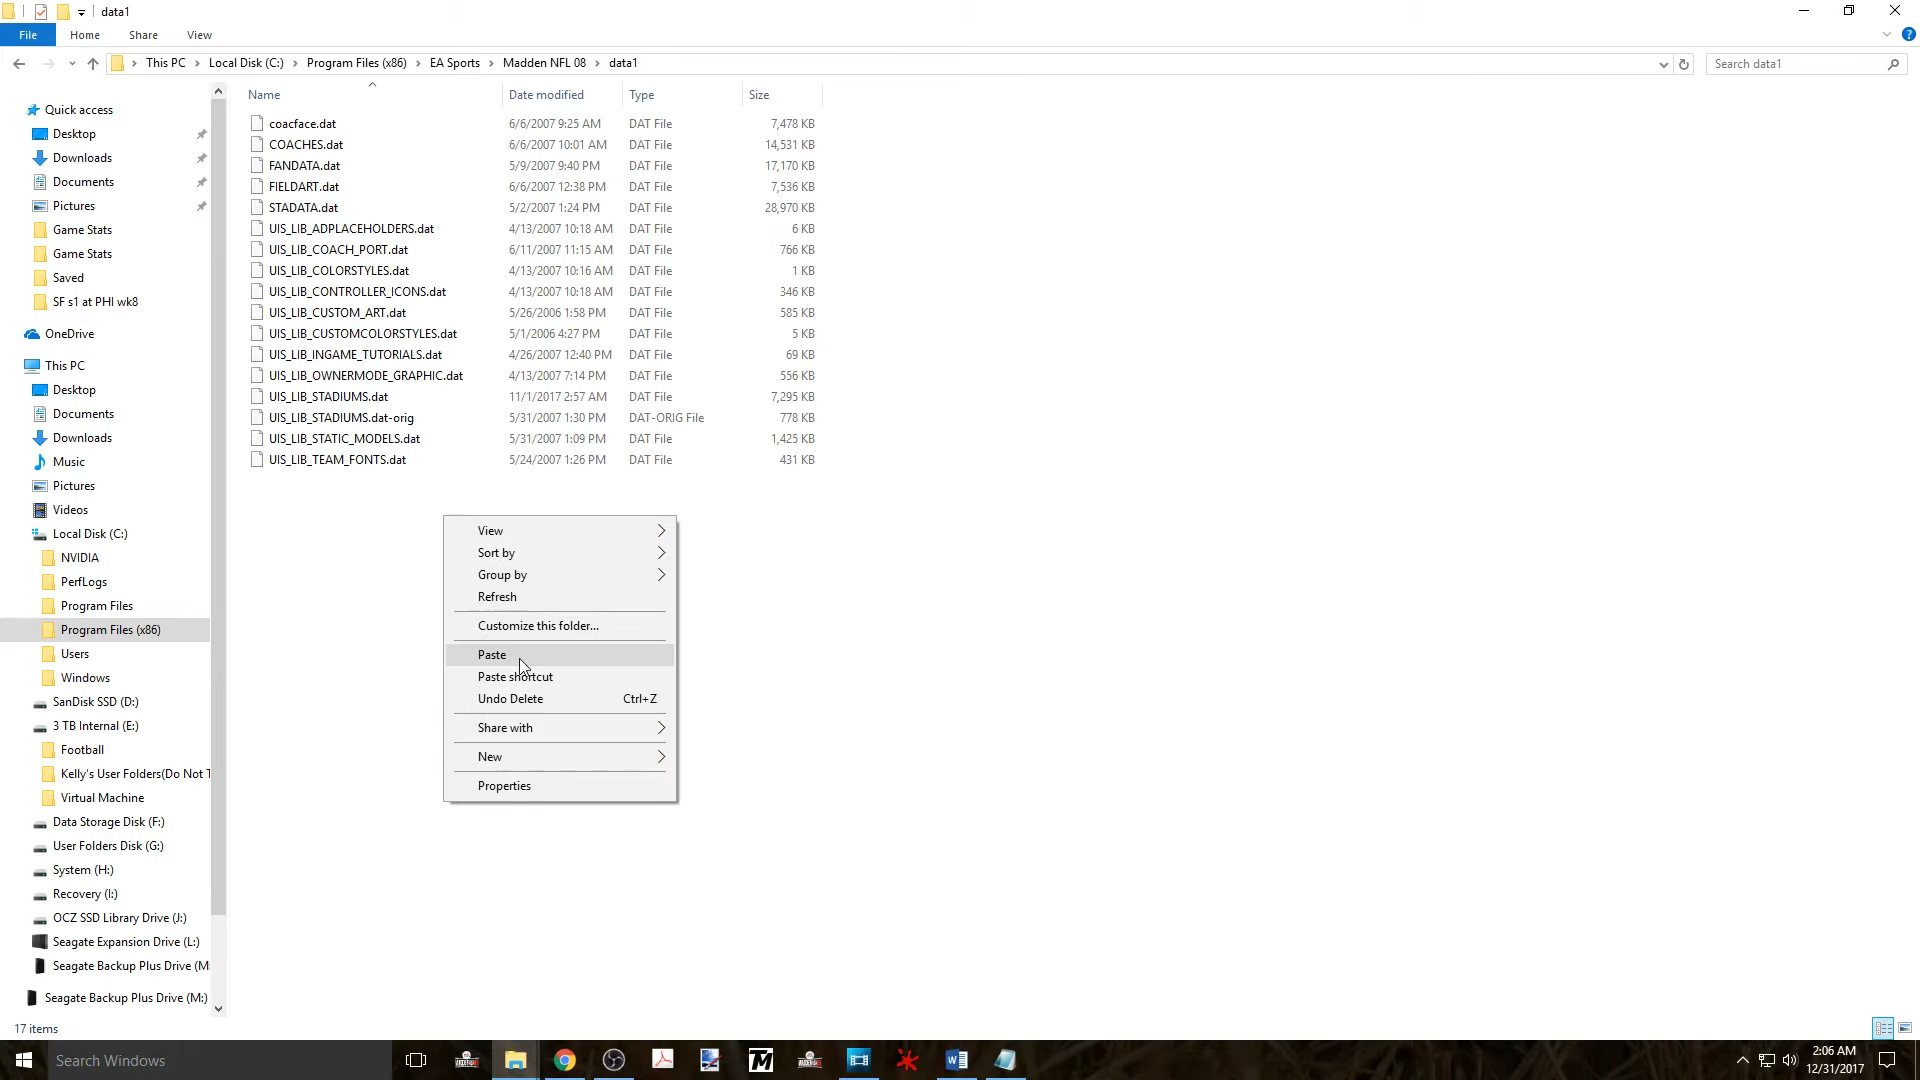 data1
File Home Share View
This PC Local Disk (C:) Program Files (x86) EA Sports Madden NFL 08 data1
Search data1
Name Date modified Type Size
coacface.dat 6/6/2007 9:25 AM DAT File 7,478 KB
COACHES.dat 6/6/2007 10:01 AM DAT File 14,531 KB
FANDATA.dat 5/9/2007 9:40 PM DAT File 17,170 KB
FIELDART.dat 6/6/2007 12:38 PM DAT File 7,536 KB
STADATA.dat 5/2/2007 1:24 PM DAT File 28,970 KB
UIS_LIB_ADPLACEHOLDERS.dat 4/13/2007 10:18 AM DAT File 6 KB
UIS_LIB_COACH_PORT.dat 6/11/2007 11:15 AM DAT File 766 KB
UIS_LIB_COLORSTYLES.dat 4/13/2007 10:16 AM DAT File 1 KB
UIS_LIB_CONTROLLER_ICONS.dat 4/13/2007 10:18 AM DAT File 346 KB
UIS_LIB_CUSTOM_ART.dat 5/26/2006 1:58 PM DAT File 585 KB
UIS_LIB_CUSTOMCOLORSTYLES.dat 5/1/2006 4:27 PM DAT File 5 KB
UIS_LIB_INGAME_TUTORIALS.dat 4/26/2007 12:40 PM DAT File 69 KB
UIS_LIB_OWNERMODE_GRAPHIC.dat 4/13/2007 7:14 PM DAT File 556 KB
UIS_LIB_STADIUMS.dat 11/1/2017 2:57 AM DAT File 7,295 KB
UIS_LIB_STADIUMS.dat-orig 5/31/2007 1:30 PM DAT-ORIG File 778 KB
UIS_LIB_STATIC_MODELS.dat 5/31/2007 1:09 PM DAT File 1,425 KB
UIS_LIB_TEAM_FONTS.dat 5/24/2007 1:26 PM DAT File 431 KB
Quick access
Desktop
Downloads
Documents
Pictures
Game Stats
Game Stats
Saved
SF s1 at PHI wk8
OneDrive
This PC
Desktop
Documents
Downloads
Music
Pictures
Videos
Local Disk (C:)
NVIDIA
PerfLogs
Program Files
Program Files (x86)
Users
Windows
SanDisk SSD (D:)
3 TB Internal (E:)
Football
Kelly's User Folders(Do Not T
Virtual Machine
Data Storage Disk (F:)
User Folders Disk (G:)
System (H:)
Recovery (I:)
OCZ SSD Library Drive (J:)
Seagate Expansion Drive (L:)
Seagate Backup Plus Drive (M:
Seagate Backup Plus Drive (M:)
View
Sort by
Group by
Refresh
Customize this folder...
Paste
Paste shortcut
Undo Delete Ctrl+Z
Share with
New
Properties
17 items
Search Windows
2:06 AM
12/31/2017